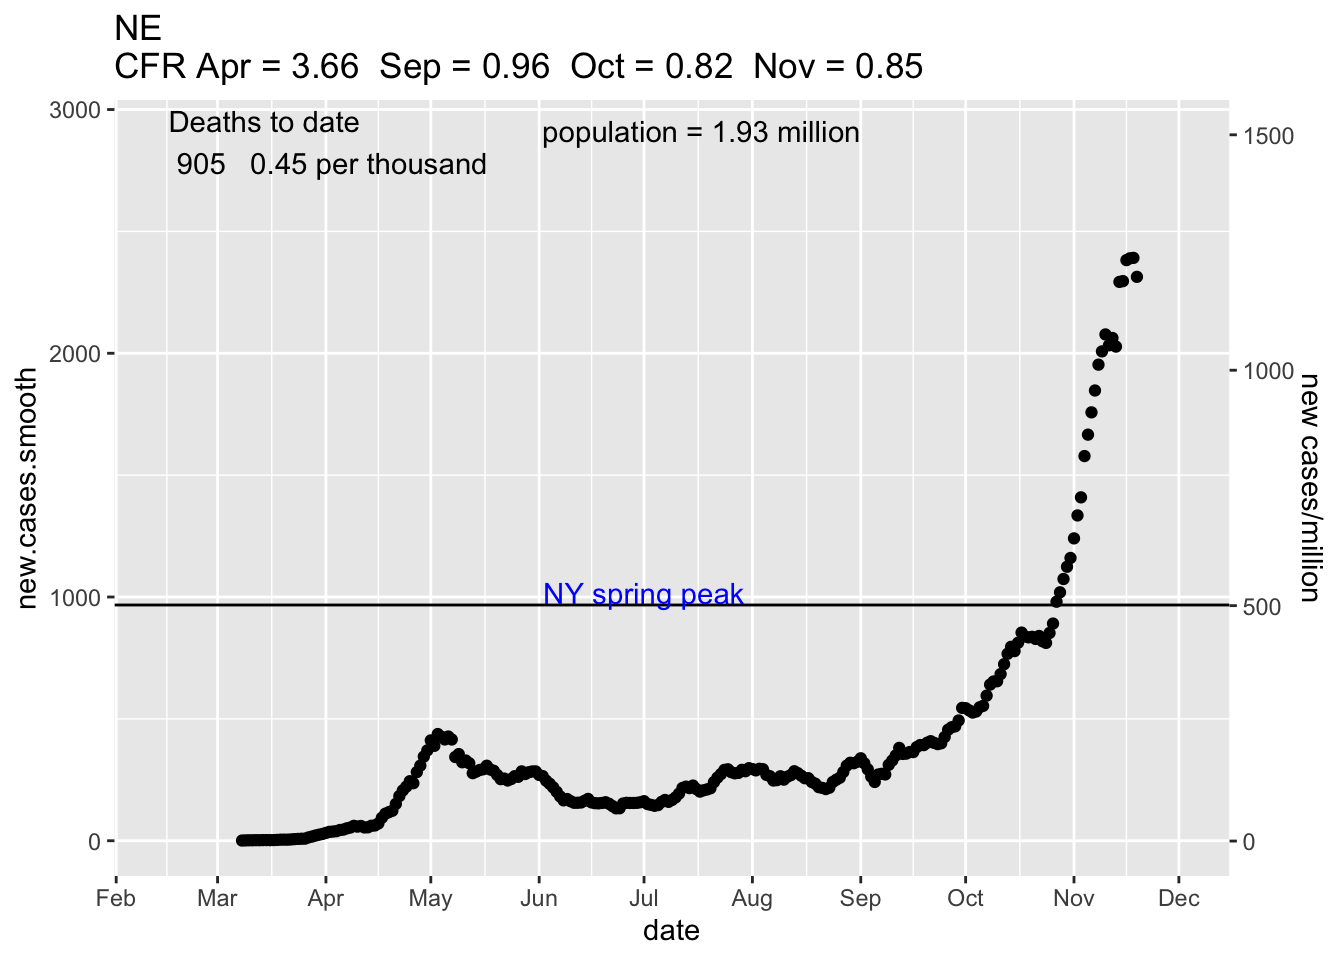 NE
CFR Apr = 3.66  Sep = 0.96  Oct = 0.82  Nov = 0.85
Deaths to date
905   0.45 per thousand
population = 1.93 million
NY spring peak
new.cases.smooth
3000
2000
1000
0
1500
1000
500
0
new cases/million
Feb Mar Apr May Jun Jul Aug Sep Oct Nov Dec
date